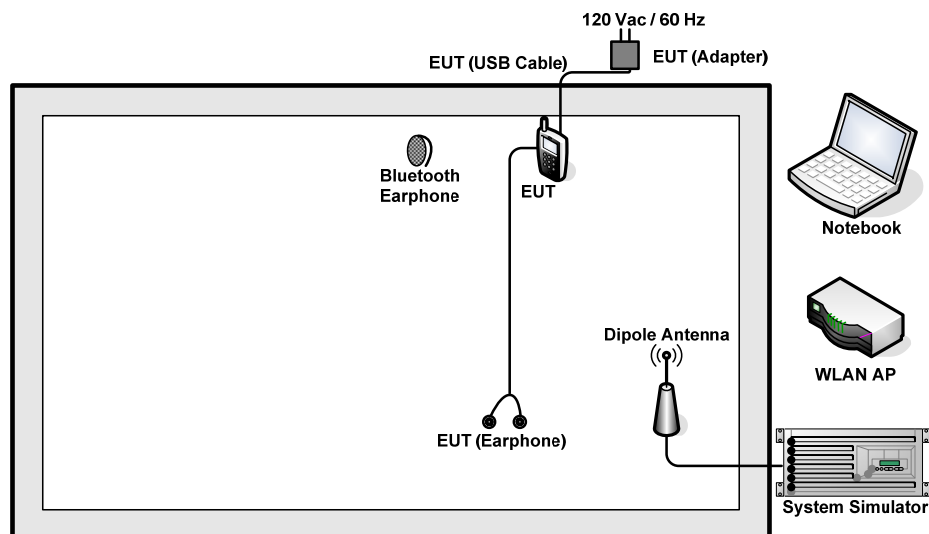 120 Vac / 60 Hz
EUT (USB Cable)
EUT (Adapter)
Bluetooth
Earphone
EUT
Notebook
Dipole Antenna
WLAN AP
EUT (Earphone)
System Simulator